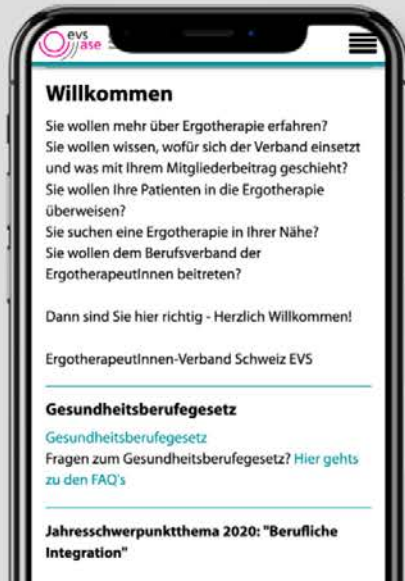 evs
ase
Willkommen
Sie wollen mehr über Ergotherapie erfahren?
Sie wollen wissen, wofür sich der Verband einsetzt
und was mit Ihrem Mitgliederbeitrag geschieht?
Sie wollen Ihre Patienten in die Ergotherapie
überweisen?
Sie suchen eine Ergotherapie in Ihrer Nähe?
Sie wollen dem Berufsverband der
ErgotherapeutInnen beitreten?
Dann sind Sie hier richtig - Herzlich Willkommen!
ErgotherapeutInnen-Verband Schweiz EVS
Gesundheitsberufegesetz
Gesundheitsberufegesetz
Fragen zum Gesundheitsberufegesetz? Hier gehts
zu den FAQ's
Jahresschwerpunktthema 2020: "Berufliche
Integration"